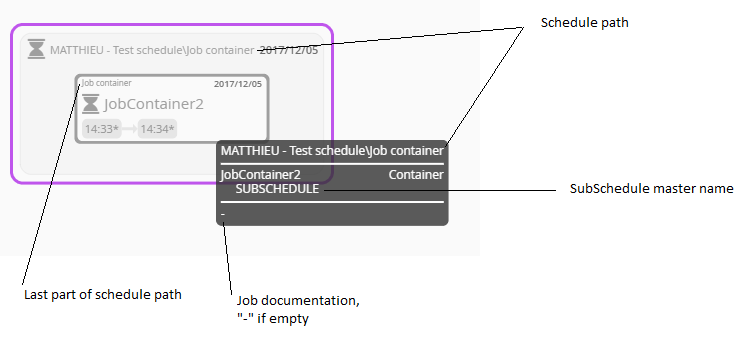 Schedule path
MATTHIEU - Test schedule\Job container 2017/12/05
Job container 2017/12/05
JobContainer2
14:33* 14:34*
MATTHIEU - Test schedule\Job container
JobContainer2 Container
SUBSCHEDULE
SubSchedule master name
-
Last part of schedule path
Job documentation,
"-" if empty